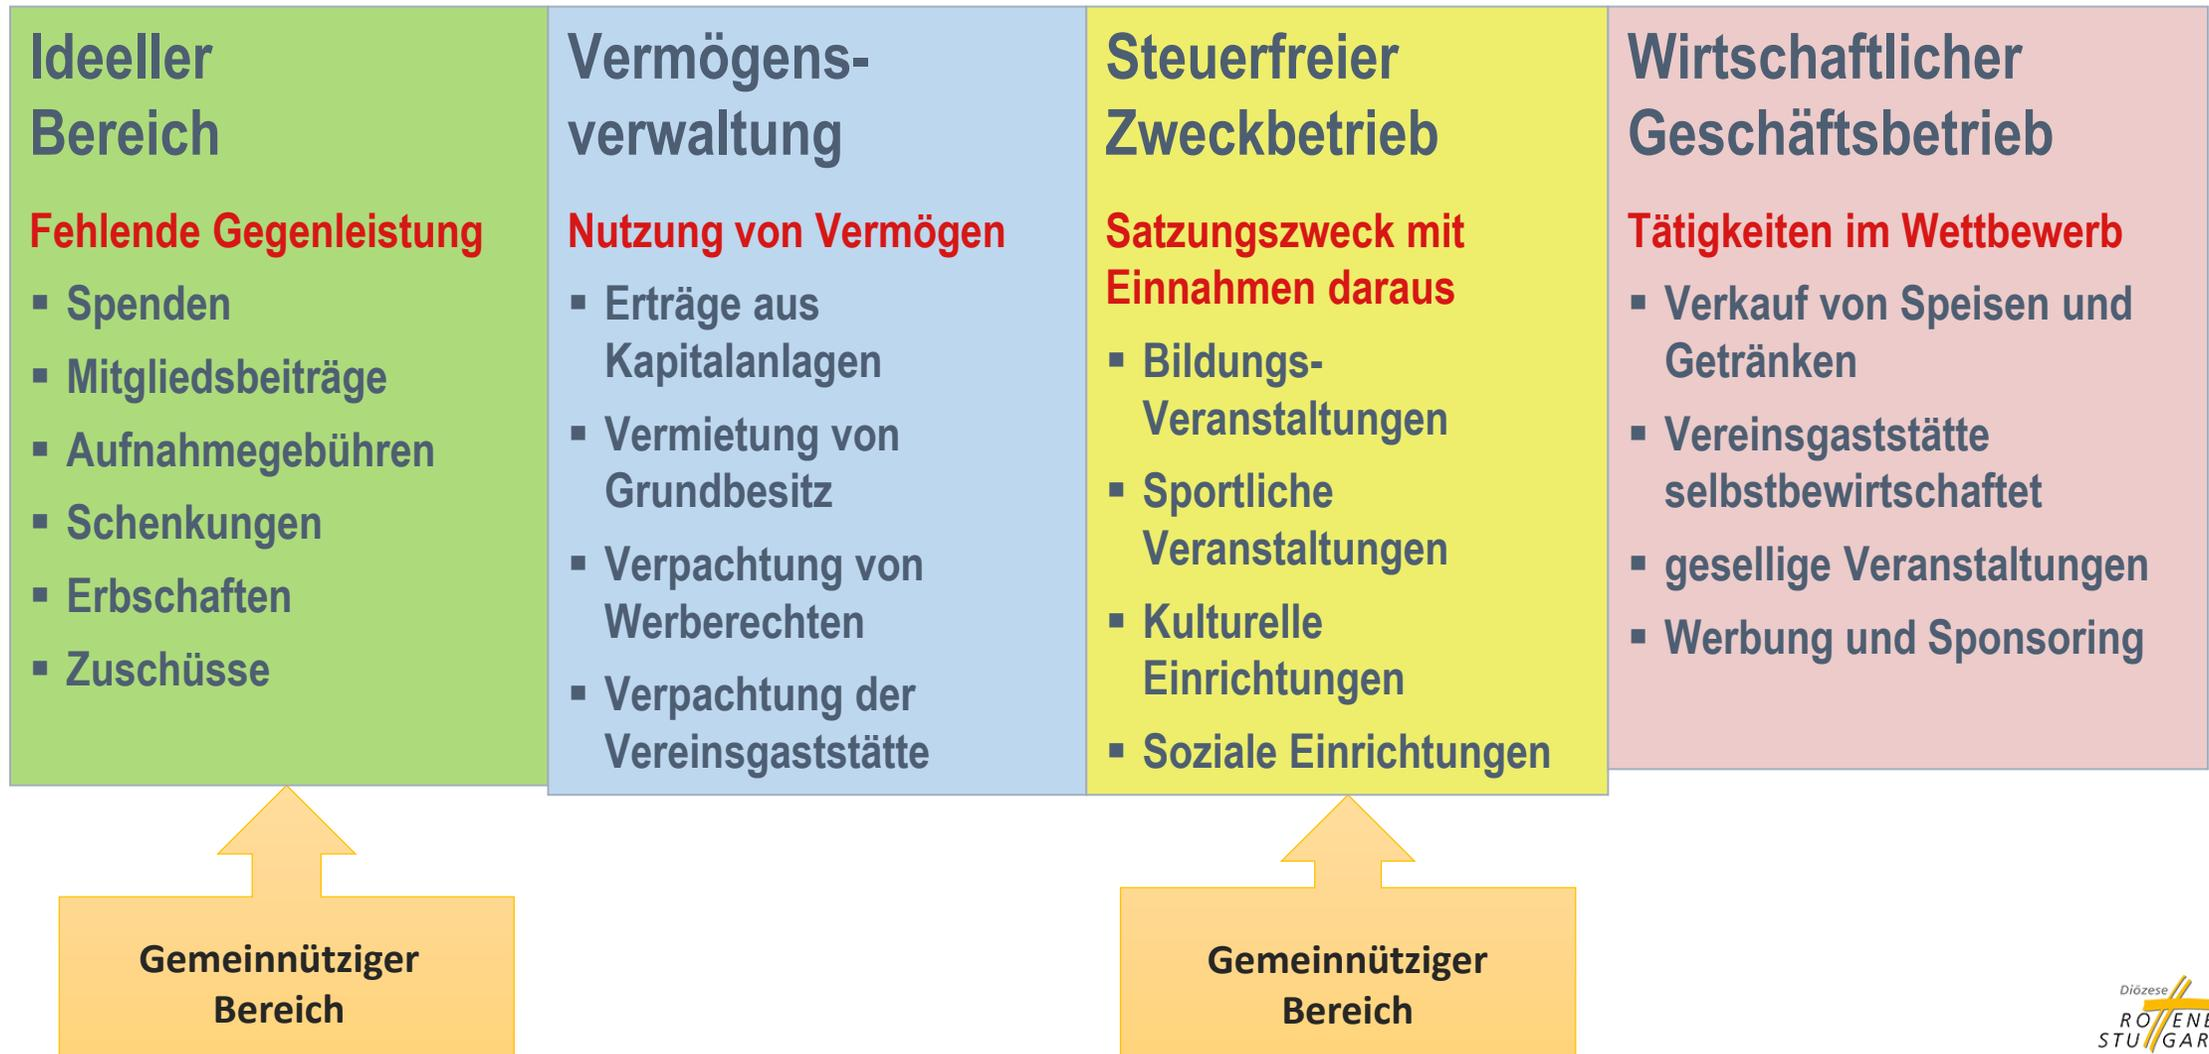 Ideeller
Bereich
Fehlende Gegenleistung
▪ Spenden
▪ Mitgliedsbeiträge
▪ Aufnahmegebühren
▪ Schenkungen
▪ Erbschaften
▪ Zuschüsse
Vermögens-
verwaltung
Nutzung von Vermögen
▪ Erträge aus
Kapitalanlagen
▪ Vermietung von
Grundbesitz
▪ Verpachtung von
Werberechten
▪ Verpachtung der
Vereinsgaststätte
Steuerfreier
Zweckbetrieb
Satzungszweck mit
Einnahmen daraus
▪ Bildungs-
Veranstaltungen
▪ Sportliche
Veranstaltungen
▪ Kulturelle
Einrichtungen
▪ Soziale Einrichtungen
Wirtschaftlicher
Geschäftsbetrieb
Tätigkeiten im Wettbewerb
▪ Verkauf von Speisen und
Getränken
▪ Vereinsgaststätte
selbstbewirtschaftet
▪ gesellige Veranstaltungen
▪ Werbung und Sponsoring
Gemeinnütziger
Bereich
Gemeinnütziger
Bereich
Diözese